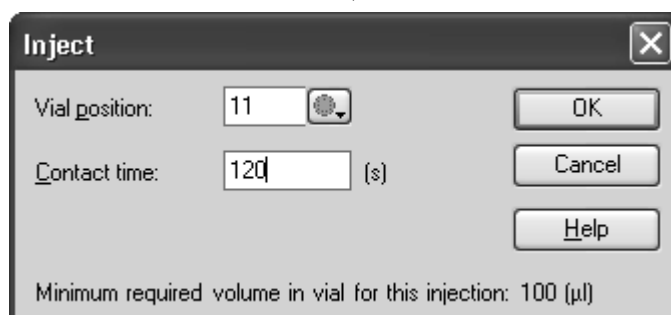 Inject
Vial position: 11 OK
Contact time: 120 (s) Cancel
Help
Minimum required volume in vial for this injection: 100 (µl)